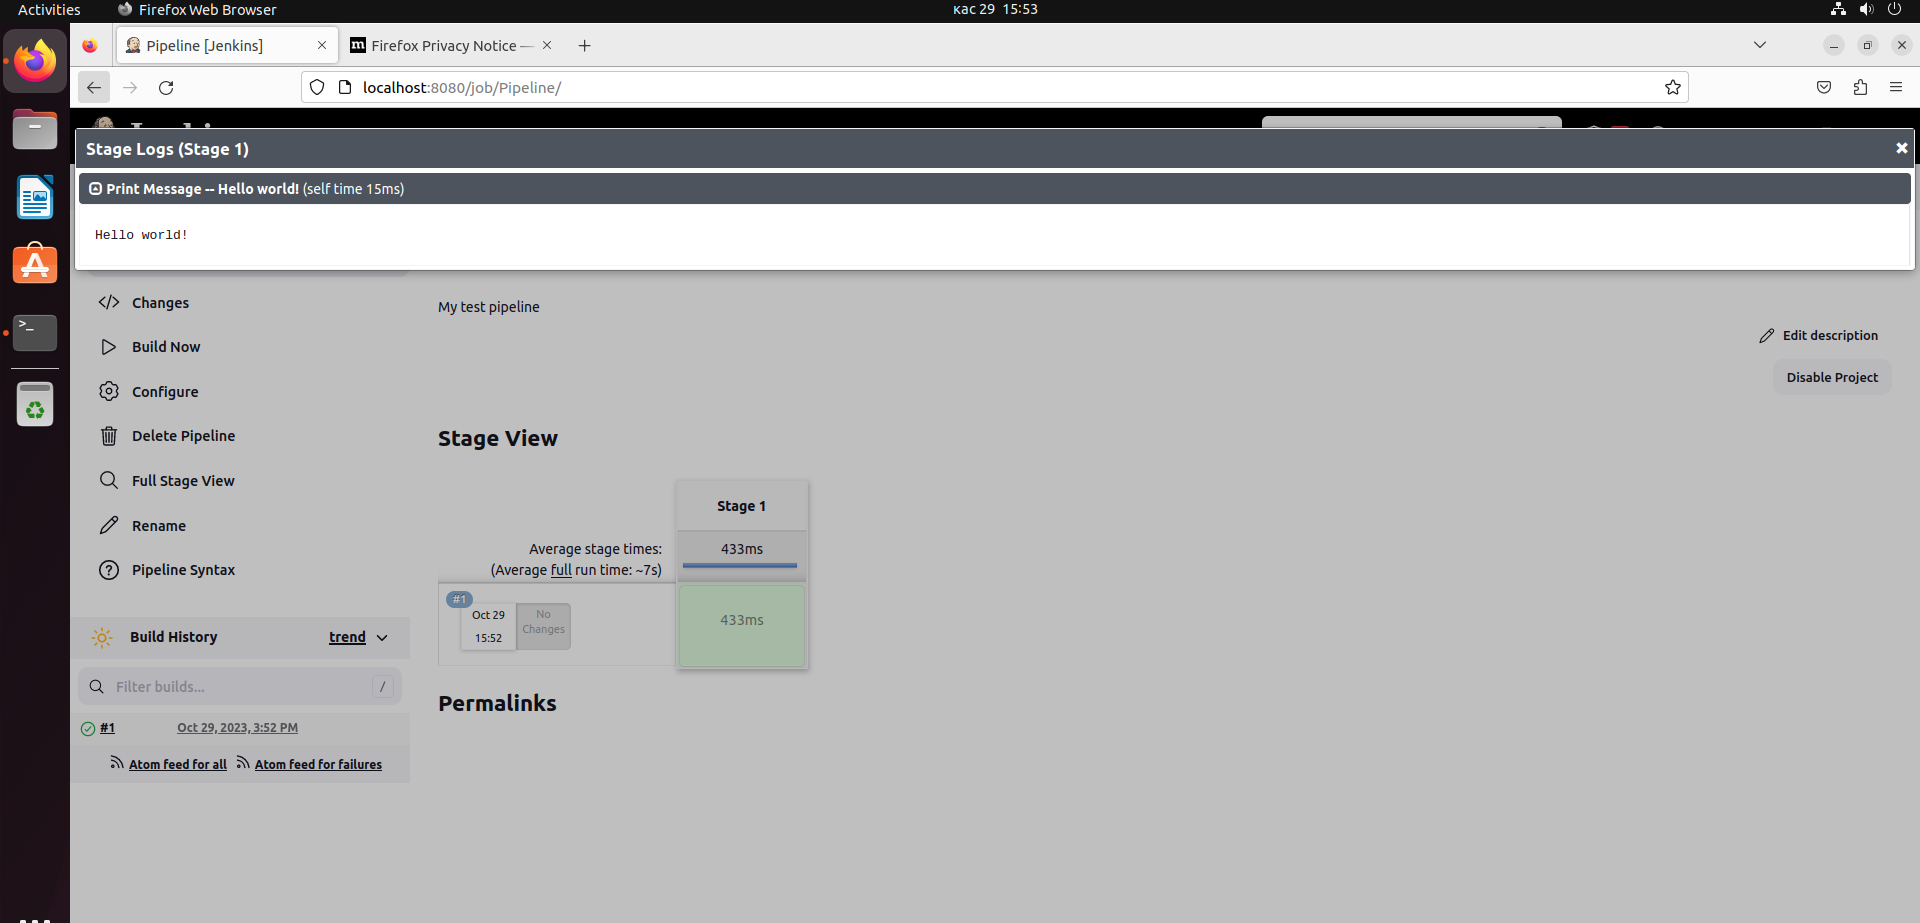 Activities
Firefox Web Browser
кас 29 15:53
Pipeline [Jenkins]
Firefox Privacy Notice —
localhost:8080/job/Pipeline/
Stage Logs (Stage 1)
Print Message -- Hello world! (self time 15ms)
Hello world!
Changes
Build Now
Configure
Delete Pipeline
Full Stage View
Rename
Pipeline Syntax
Build History
trend
Filter builds...
/
#1
Oct 29, 2023, 3:52 PM
Atom feed for all
Atom feed for failures
My test pipeline
Edit description
Disable Project
Stage View
Stage 1
Average stage times:
433ms
(Average full run time: ~7s)
#1
Oct 29
15:52
No
Changes
433ms
Permalinks